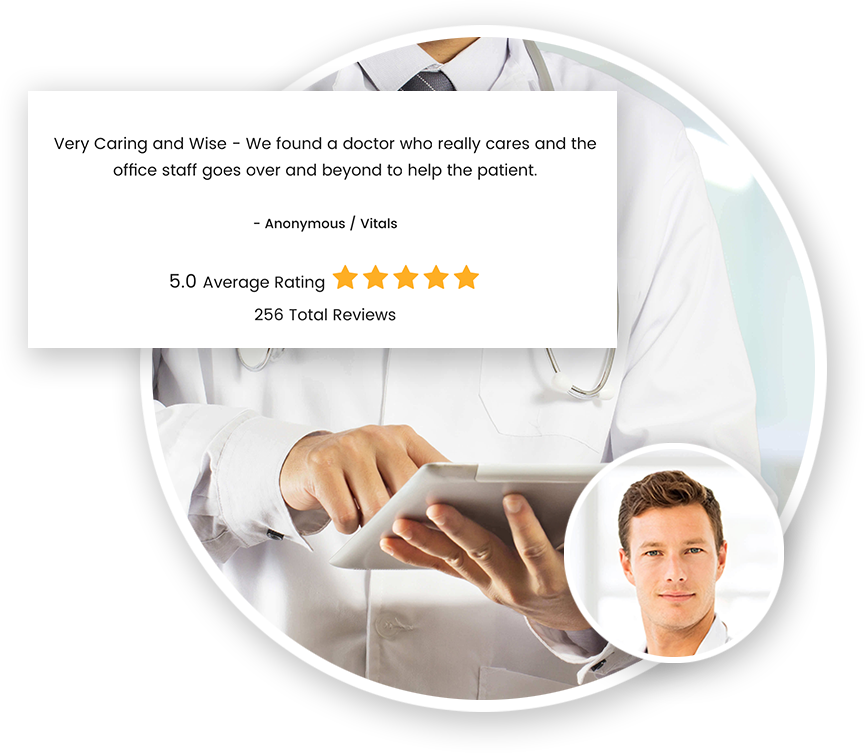 Very Caring and Wise - We found a doctor who really cares and the
office staff goes over and beyond to help the patient.
- Anonymous / Vitals
5.0 Average Rating
256 Total Reviews